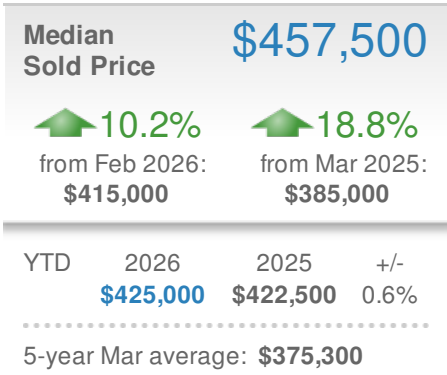 Median $457,500
Sold Price
10.2% 18.8%
from Feb 2026: from Mar 2025:
$415,000 $385,000
YTD 2026 2025 +/-
$425,000 $422,500 0.6%
5-year Mar average: $375,300